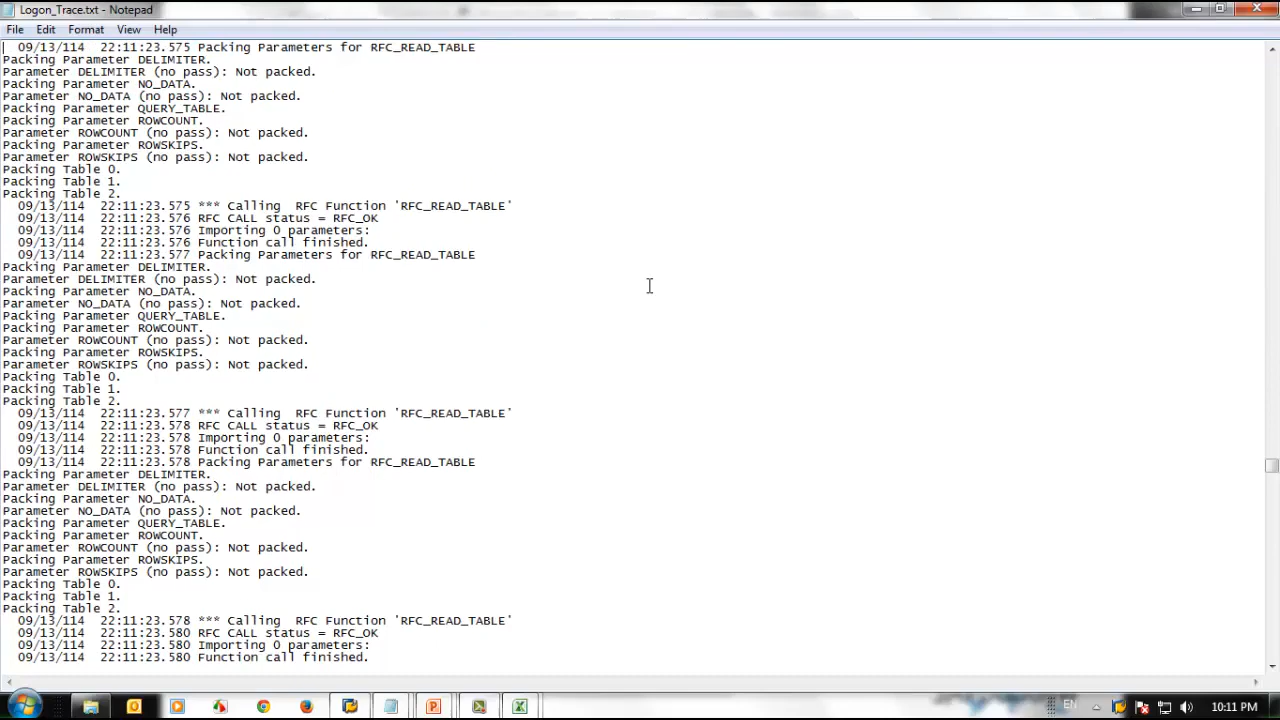 Logon_Trace.txt - Notepad
File Edit Format View Help
09/13/114 22:11:23.575 Packing Parameters for RFC_READ_TABLE
Packing Parameter DELIMITER.
Parameter DELIMITER (no pass): Not packed.
Packing Parameter NO_DATA.
Parameter NO_DATA (no pass): Not packed.
Packing Parameter QUERY_TABLE.
Packing Parameter ROWCOUNT.
Parameter ROWCOUNT (no pass): Not packed.
Packing Parameter ROWSKIPS.
Parameter ROWSKIPS (no pass): Not packed.
Packing Table 0.
Packing Table 1.
Packing Table 2.
09/13/114 22:11:23.575 *** Calling RFC Function 'RFC_READ_TABLE'
09/13/114 22:11:23.576 RFC CALL status = RFC_OK
09/13/114 22:11:23.576 Importing 0 parameters:
09/13/114 22:11:23.576 Function call finished.
09/13/114 22:11:23.577 Packing Parameters for RFC_READ_TABLE
Packing Parameter DELIMITER.
Parameter DELIMITER (no pass): Not packed.
Packing Parameter NO_DATA.
Parameter NO_DATA (no pass): Not packed.
Packing Parameter QUERY_TABLE.
Packing Parameter ROWCOUNT.
Parameter ROWCOUNT (no pass): Not packed.
Packing Parameter ROWSKIPS.
Parameter ROWSKIPS (no pass): Not packed.
Packing Table 0.
Packing Table 1.
Packing Table 2.
09/13/114 22:11:23.577 *** Calling RFC Function 'RFC_READ_TABLE'
09/13/114 22:11:23.578 RFC CALL status = RFC_OK
09/13/114 22:11:23.578 Importing 0 parameters:
09/13/114 22:11:23.578 Function call finished.
09/13/114 22:11:23.578 Packing Parameters for RFC_READ_TABLE
Packing Parameter DELIMITER.
Parameter DELIMITER (no pass): Not packed.
Packing Parameter NO_DATA.
Parameter NO_DATA (no pass): Not packed.
Packing Parameter QUERY_TABLE.
Packing Parameter ROWCOUNT.
Parameter ROWCOUNT (no pass): Not packed.
Packing Parameter ROWSKIPS.
Parameter ROWSKIPS (no pass): Not packed.
Packing Table 0.
Packing Table 1.
Packing Table 2.
09/13/114 22:11:23.578 *** Calling RFC Function 'RFC_READ_TABLE'
09/13/114 22:11:23.580 RFC CALL status = RFC_OK
09/13/114 22:11:23.580 Importing 0 parameters:
09/13/114 22:11:23.580 Function call finished.
EN 10:11 PM